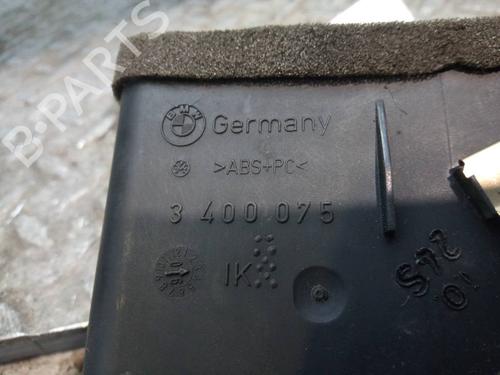 B-PARTS
BMW
Germany
>ABS+PC<
3 400 075
IK